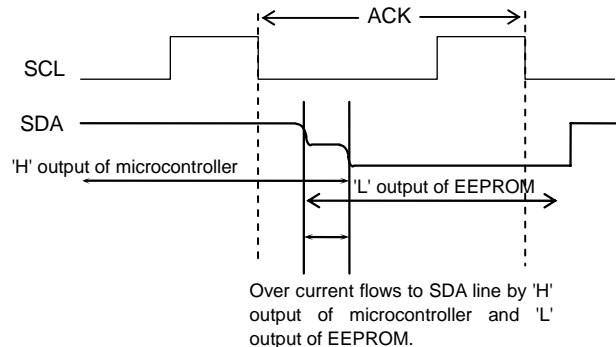 ACK
SCL
SDA
'H' output of microcontroller
'L' output of EEPROM
Over current flows to SDA line by 'H'
output of microcontroller and 'L'
output of EEPROM.